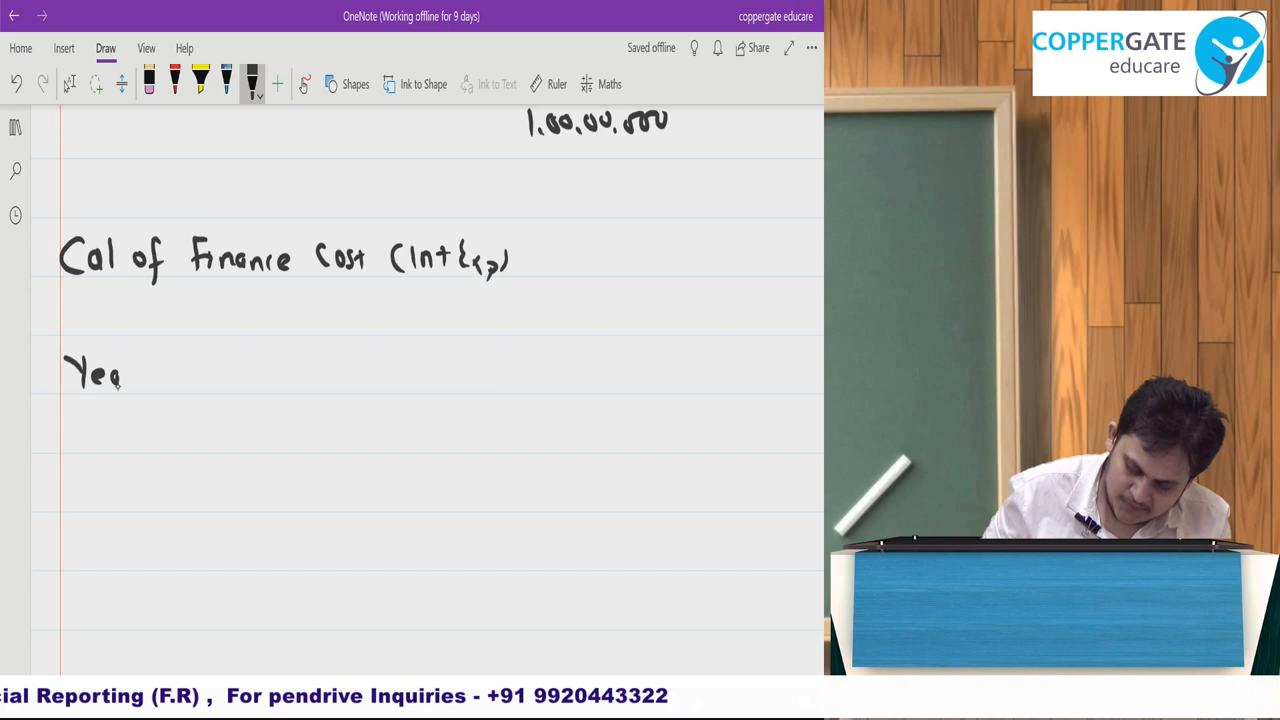 OneNote (Working offline for 9 days)
coppergate educare
Home Insert Draw View Help
Saved offline
Share
Shapes
Ink to Shape
Ink to Text
Ruler
Maths
1,00,00,000
Cal of Finance Cost (Int Exp)
Yea
COPPERGATE
educare
cial Reporting (F.R) , For pendrive Inquiries - +91 9920443322